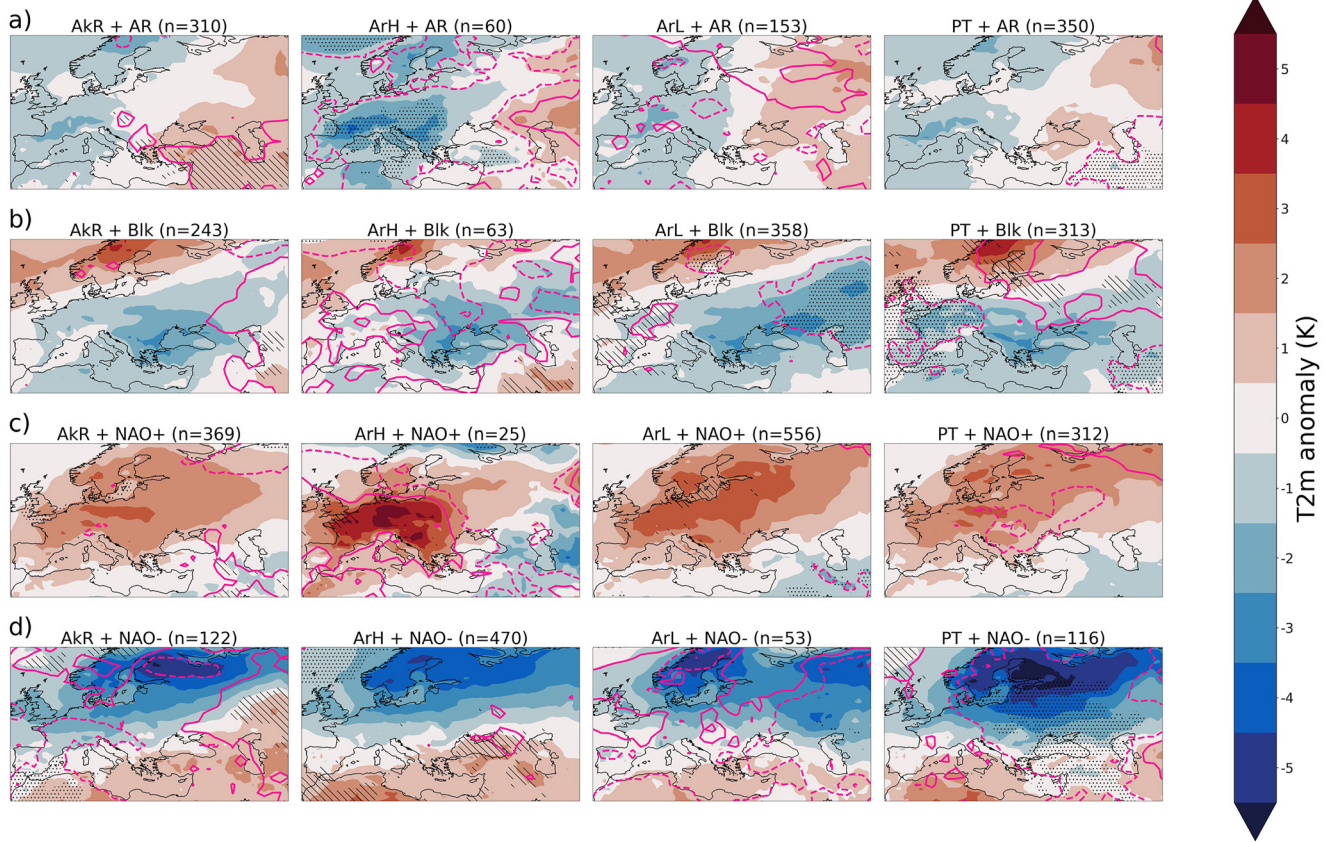 a)
AkR + AR (n=310)
ArH + AR (n=60)
ArL + AR (n=153)
PT + AR (n=350)
b)
AkR + Blk (n=243)
ArH + Blk (n=63)
ArL + Blk (n=358)
PT + Blk (n=313)
c)
AkR + NAO+ (n=369)
ArH + NAO+ (n=25)
ArL + NAO+ (n=556)
PT + NAO+ (n=312)
d)
AkR + NAO- (n=122)
ArH + NAO- (n=470)
ArL + NAO- (n=53)
PT + NAO- (n=116)
5
4
3
2
1
0
-1
-2
-3
-4
-5
T2m anomaly (K)